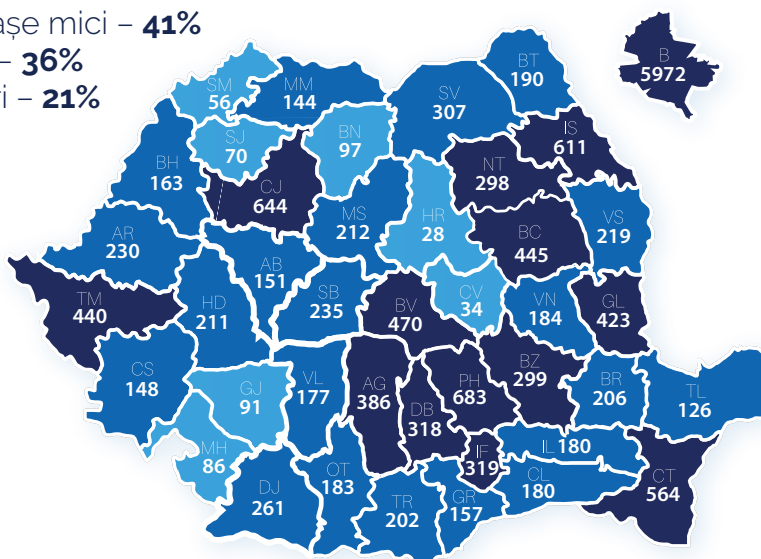 așe mici – 41%
– 36%
ri – 21%
B
5972
BT
190
SM
56
MM
144
SV
307
IS
611
SJ
70
BN
97
NT
298
BH
163
CJ
644
MS
212
HR
28
BC
445
VS
219
AR
230
AB
151
SB
235
CV
34
TM
440
HD
211
BV
470
VN
184
GL
423
CS
148
GJ
91
VL
177
AG
386
DB
318
PH
683
BZ
299
BR
206
TL
126
MH
86
IF
319
IL 180
CL
180
CT
564
DJ
261
OT
183
TR
202
GR
157